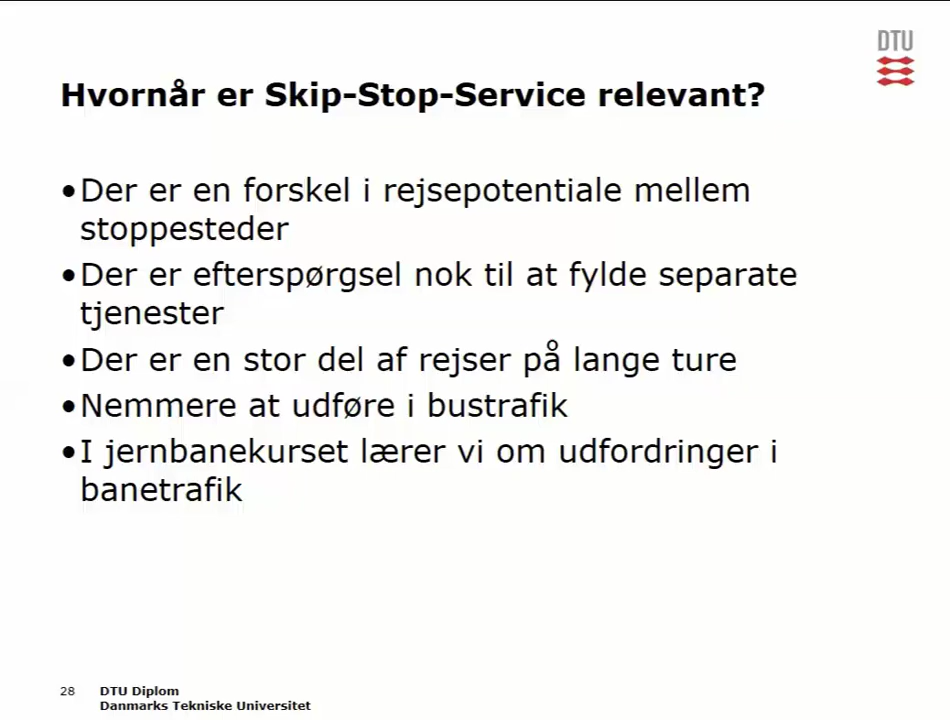 DTU
Hvornår er Skip-Stop-Service relevant?
•Der er en forskel i rejsepotentiale mellem
stoppesteder
•Der er efterspørgsel nok til at fylde separate
tjenester
•Der er en stor del af rejser på lange ture
•Nemmere at udføre i bustrafik
•I jernbanekurset lærer vi om udfordringer i
banetrafik
28 DTU Diplom
Danmarks Tekniske Universitet